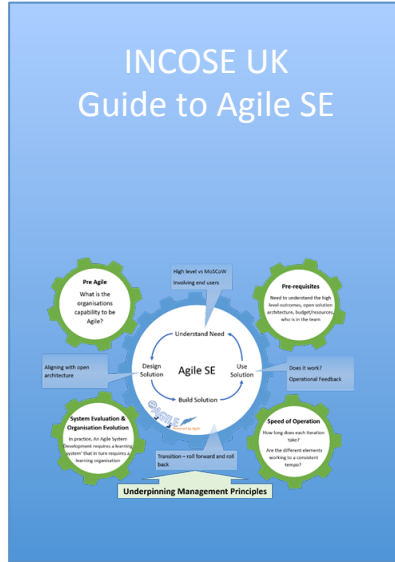 INCOSE UK
Guide to Agile SE
High level vs MoSCoW
Involving end users
Pre Agile
What is the
organisations
capability to be
Agile?
Pre-requisites
Need to understand the high
level outcomes, open solution
architecture, budget/resources,
who is in the team
Understand Need
Aligning with open
architecture
Design
Solution
Agile SE
Use
Solution
Does it work?
Operational Feedback
Build Solution
System Evaluation &
Organisation Evolution
In practice, An Agile System
Development requires a learning
system' that in turn requires a
learning organisation
AGILE
Speed of Operation
How long does each iteration
take?
Are the different elements
working to a consistent
tempo?
Transition – roll forward and roll
back
Underpinning Management Principles